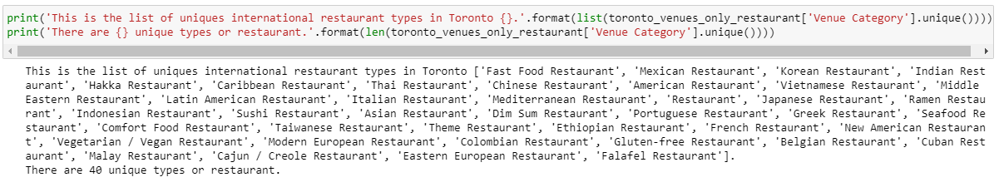 print('This is the list of uniques international restaurant types in Toronto {}.'.format(list(toronto_venues_only_restaurant['Venue Category'].unique())))
print('There are {} unique types or restaurant.'.format(len(toronto_venues_only_restaurant['Venue Category'].unique())))
This is the list of uniques international restaurant types in Toronto ['Fast Food Restaurant', 'Mexican Restaurant', 'Korean Restaurant', 'Indian Rest
aurant', 'Hakka Restaurant', 'Caribbean Restaurant', 'Thai Restaurant', 'Chinese Restaurant', 'American Restaurant', 'Vietnamese Restaurant', 'Middle
Eastern Restaurant', 'Latin American Restaurant', 'Italian Restaurant', 'Mediterranean Restaurant', 'Restaurant', 'Japanese Restaurant', 'Ramen Restau
rant', 'Indonesian Restaurant', 'Sushi Restaurant', 'Asian Restaurant', 'Dim Sum Restaurant', 'Portuguese Restaurant', 'Greek Restaurant', 'Seafood Re
staurant', 'Comfort Food Restaurant', 'Taiwanese Restaurant', 'Theme Restaurant', 'Ethiopian Restaurant', 'French Restaurant', 'New American Restauran
t', 'Vegetarian / Vegan Restaurant', 'Modern European Restaurant', 'Colombian Restaurant', 'Gluten-free Restaurant', 'Belgian Restaurant', 'Cuban Rest
aurant', 'Malay Restaurant', 'Cajun / Creole Restaurant', 'Eastern European Restaurant', 'Falafel Restaurant'].
There are 40 unique types or restaurant.